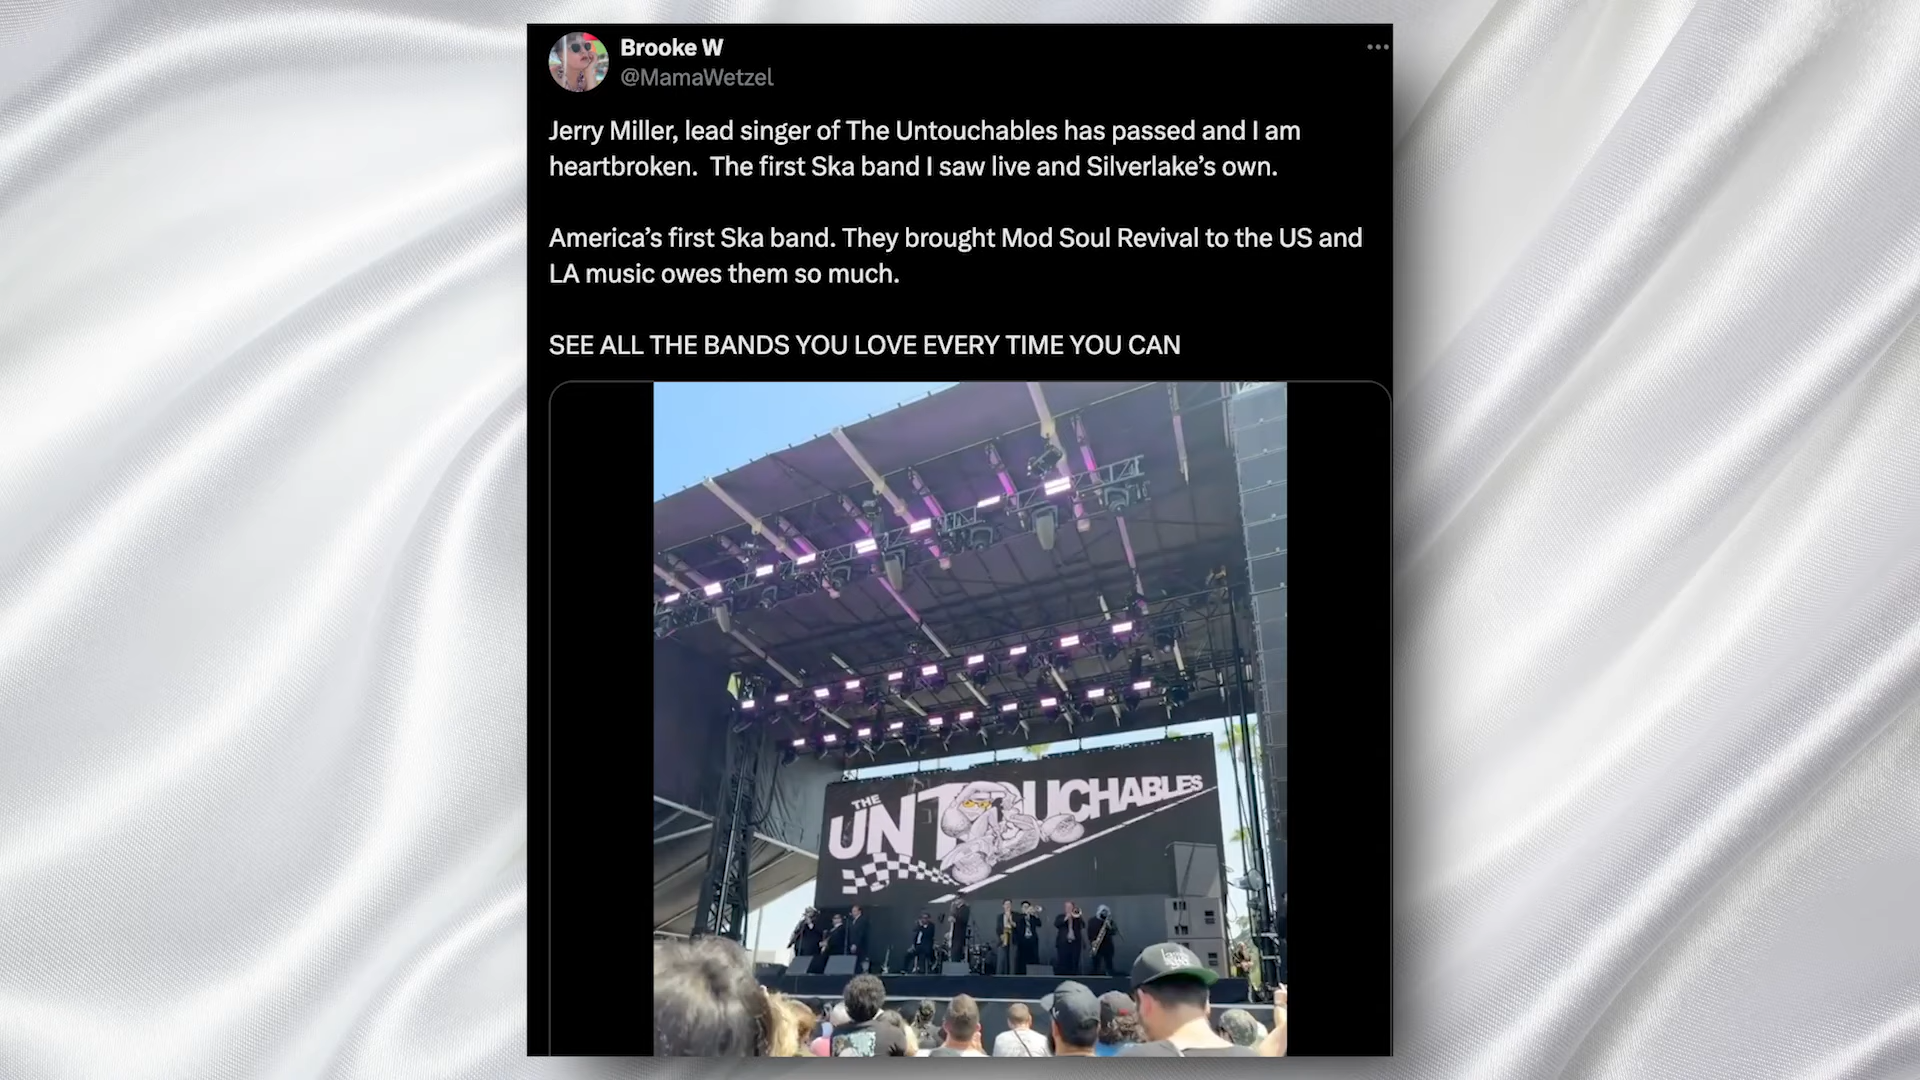 Brooke W
@MamaWetzel
Jerry Miller, lead singer of The Untouchables has passed and I am
heartbroken.  The first Ska band I saw live and Silverlake’s own.
America’s first Ska band. They brought Mod Soul Revival to the US and
LA music owes them so much.
SEE ALL THE BANDS YOU LOVE EVERY TIME YOU CAN
THE
UNTOUCHABLES